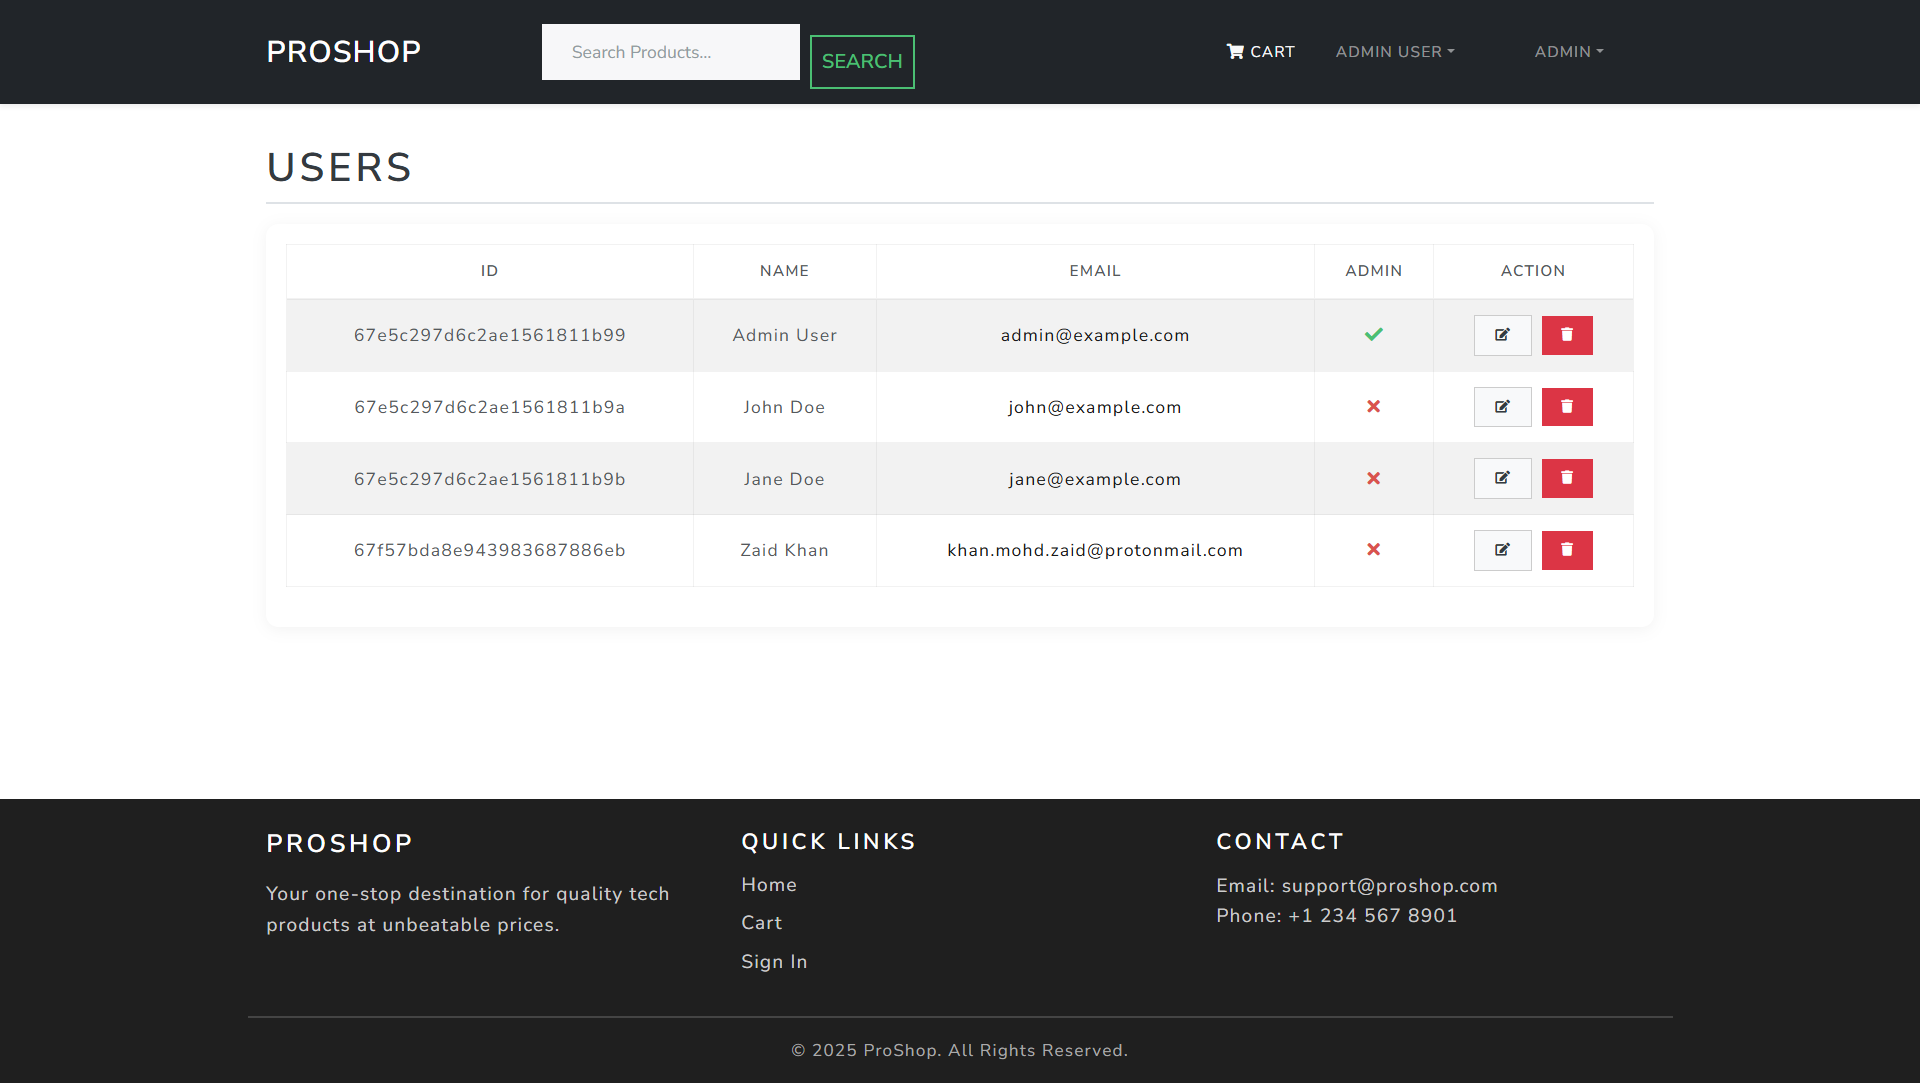 PROSHOP
Search Products...
SEARCH
CART
ADMIN USER
ADMIN
USERS
ID NAME EMAIL ADMIN ACTION
67e5c297d6c2ae1561811b99 Admin User admin@example.com
67e5c297d6c2ae1561811b9a John Doe john@example.com
67e5c297d6c2ae1561811b9b Jane Doe jane@example.com
67f57bda8e943983687886eb Zaid Khan khan.mohd.zaid@protonmail.com
PROSHOP
Your one-stop destination for quality tech
products at unbeatable prices.
QUICK LINKS
Home
Cart
Sign In
CONTACT
Email: support@proshop.com
Phone: +1 234 567 8901
© 2025 ProShop. All Rights Reserved.